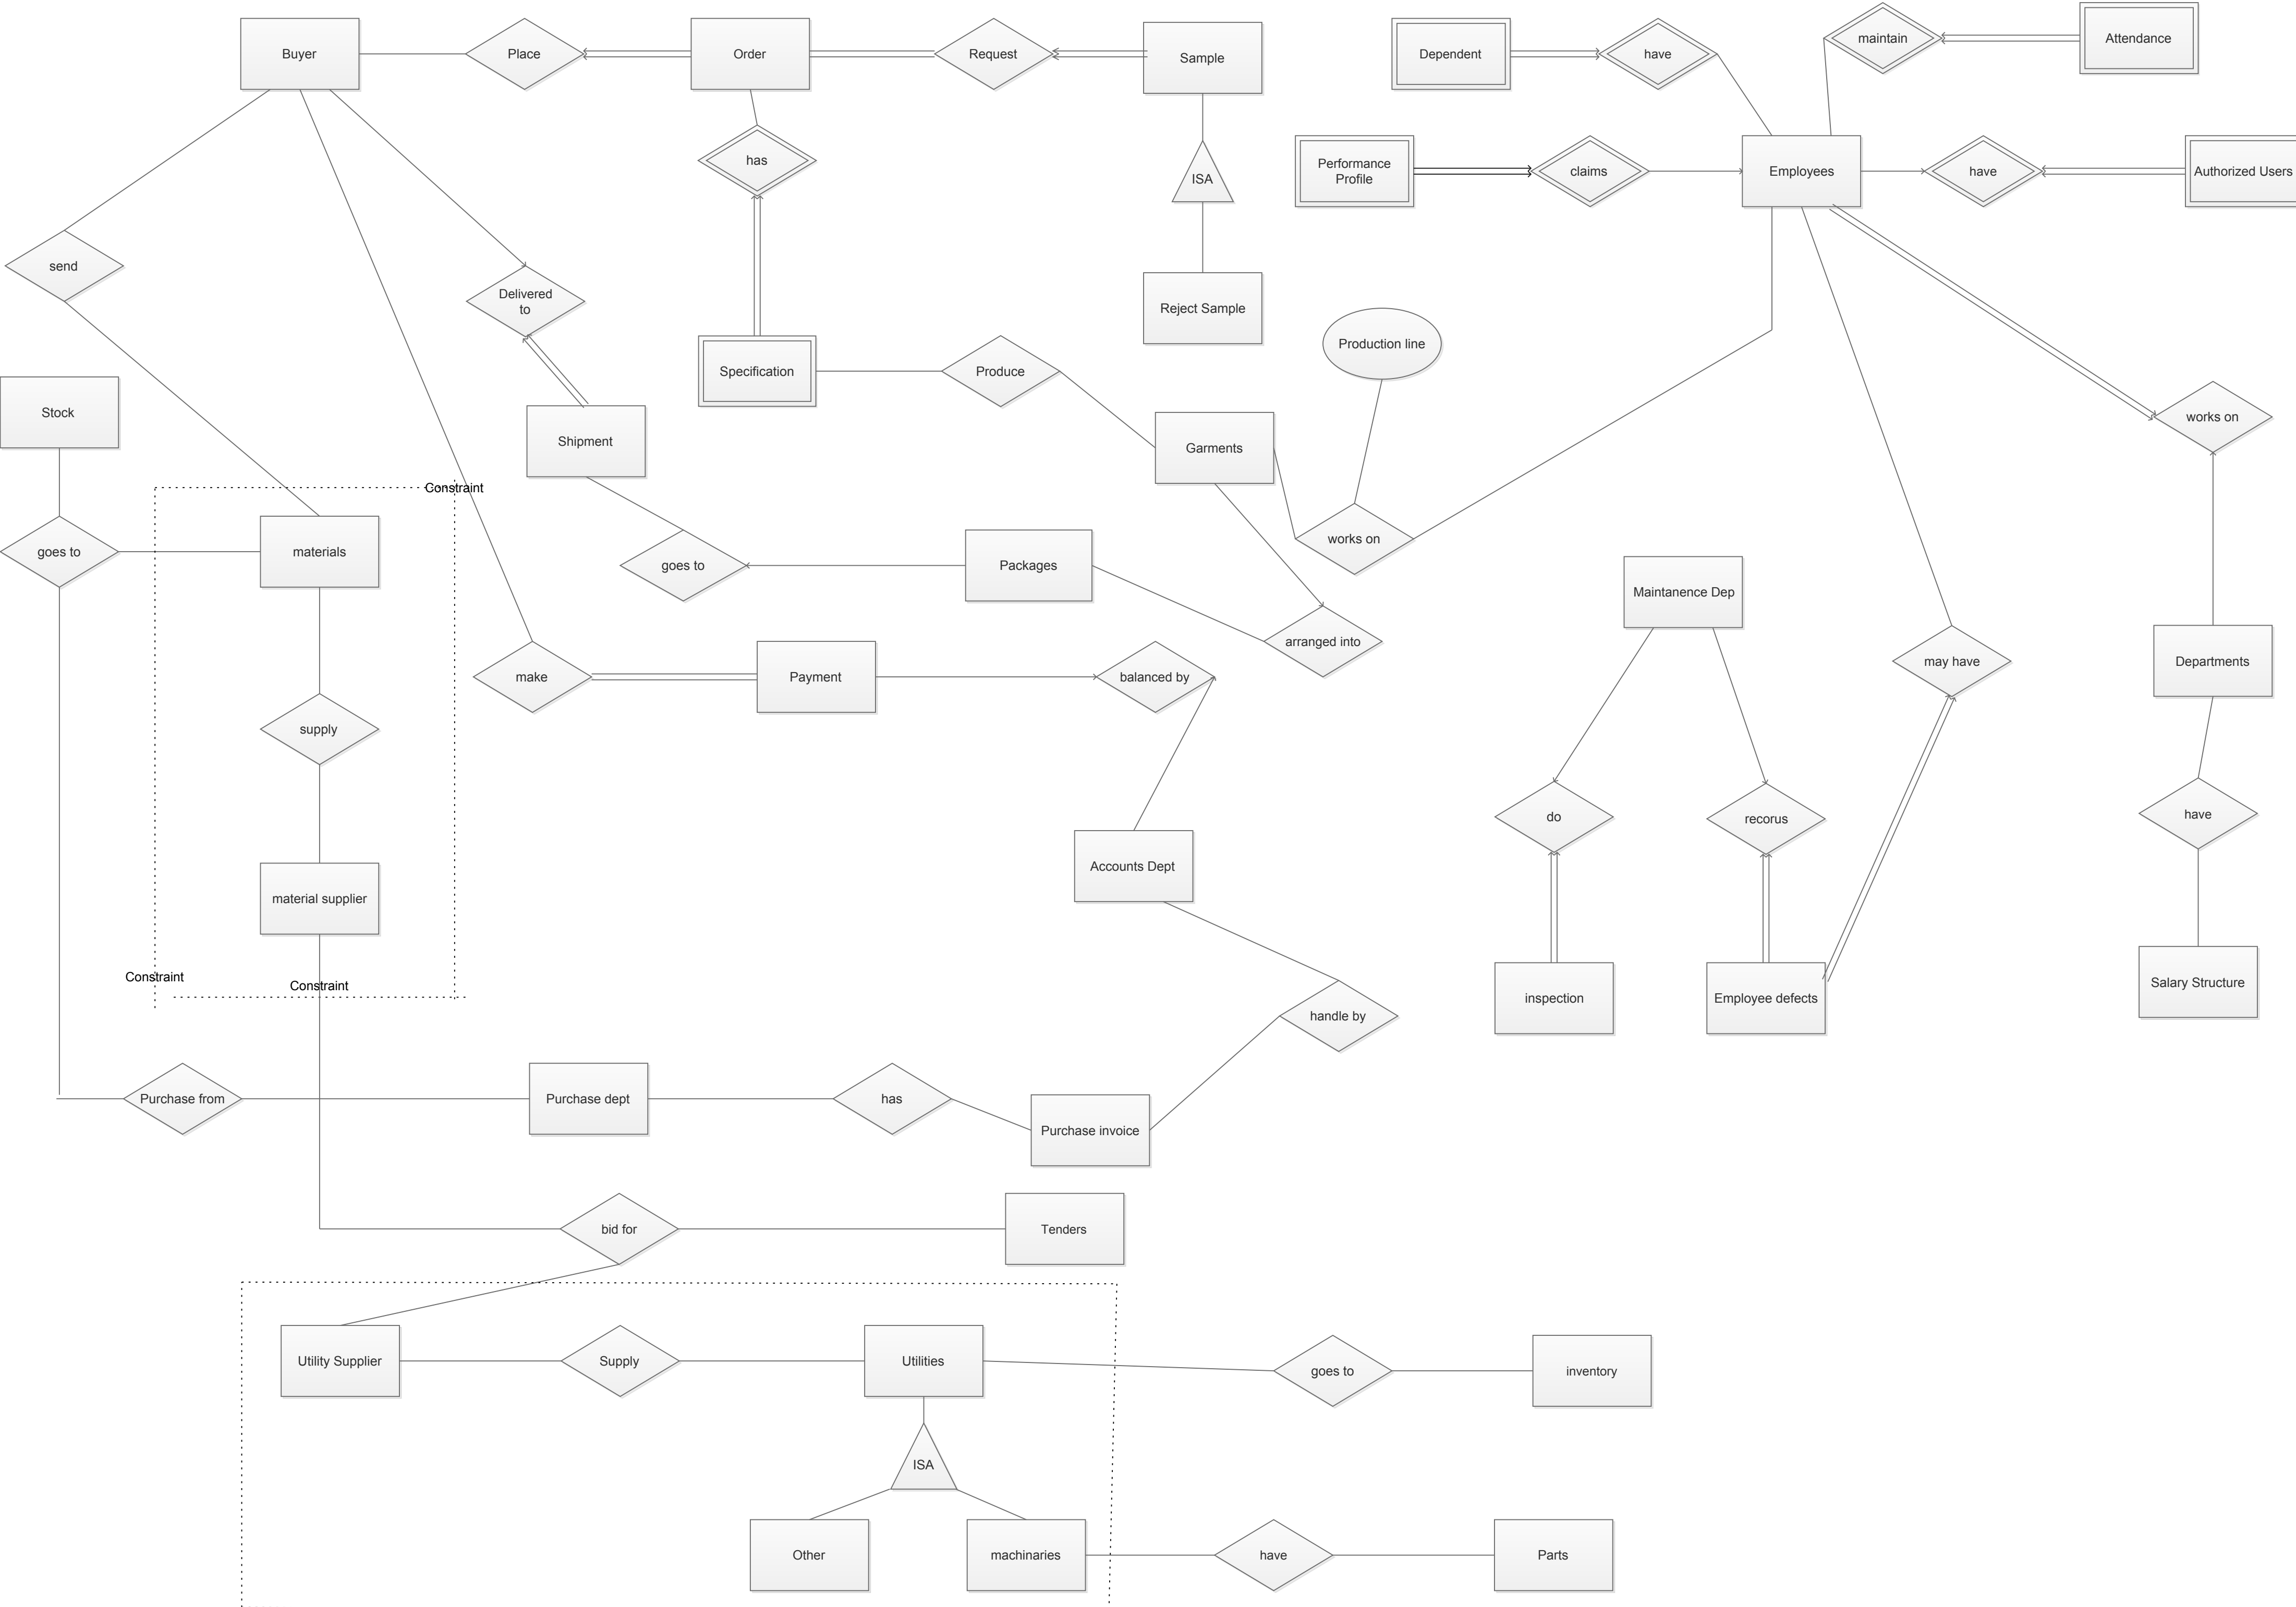 Buyer
Place
Order
Request
Sample
Dependent
have
maintain
Attendance
has
ISA
Performance
Profile
claims
Employees
have
Authorized Users
send
Delivered
to
Reject Sample
Production line
Specification
Produce
Stock
Shipment
Garments
works on
Constraint
goes to
materials
goes to
Packages
works on
Maintanence Dep
arranged into
make
Payment
balanced by
may have
Departments
supply
do
recorus
have
material supplier
Accounts Dept
Constraint
Constraint
inspection
Employee defects
Salary Structure
handle by
Purchase from
Purchase dept
has
Purchase invoice
bid for
Tenders
Utility Supplier
Supply
Utilities
goes to
inventory
ISA
Other
machinaries
have
Parts